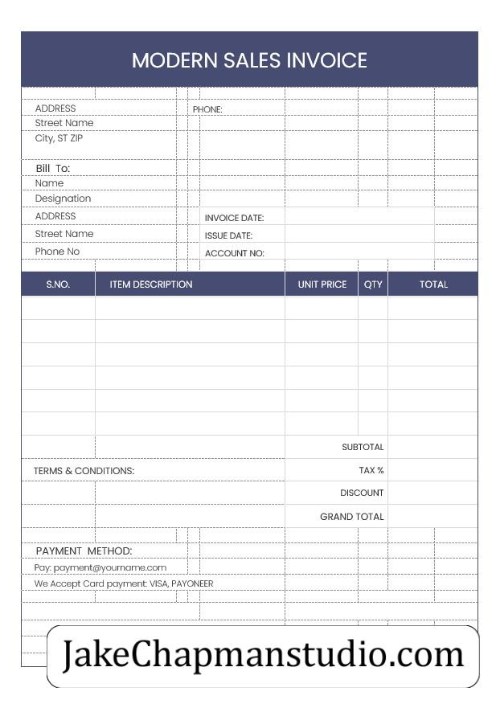 MODERN SALES INVOICE
ADDRESS
PHONE:
Street Name
City, ST ZIP
Bill To:
Name
Designation
ADDRESS
INVOICE DATE:
Street Name
ISSUE DATE:
Phone No
ACCOUNT NO:
S.NO. ITEM DESCRIPTION UNIT PRICE QTY TOTAL
SUBTOTAL
TERMS & CONDITIONS:
TAX %
DISCOUNT
GRAND TOTAL
PAYMENT METHOD:
Pay: payment@yourname.com
We Accept Card payment: VISA, PAYONEER
JakeChapmanstudio.com